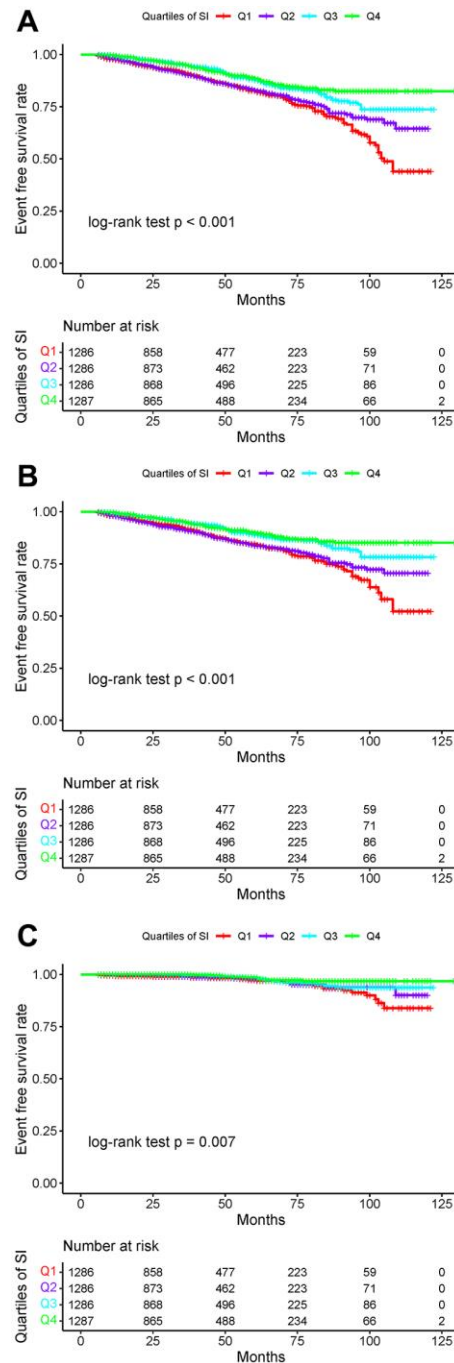 A
Quartiles of SI Q1 Q2 Q3 Q4
Event free survival rate
1.00
0.75
0.50
0.25
0.00
log-rank test p < 0.001
0 25 50 75 100 125
Months
Number at risk
Quartiles of SI
Q1 1286 858 477 223 59 0
Q2 1286 873 462 223 71 0
Q3 1286 868 496 225 86 0
Q4 1287 865 488 234 66 2
0 25 50 75 100 125
Months
B
Quartiles of SI Q1 Q2 Q3 Q4
Event free survival rate
1.00
0.75
0.50
0.25
0.00
log-rank test p < 0.001
0 25 50 75 100 125
Months
Number at risk
Quartiles of SI
Q1 1286 858 477 223 59 0
Q2 1286 873 462 223 71 0
Q3 1286 868 496 225 86 0
Q4 1287 865 488 234 66 2
0 25 50 75 100 125
Months
C
Quartiles of SI Q1 Q2 Q3 Q4
Event free survival rate
1.00
0.75
0.50
0.25
0.00
log-rank test p = 0.007
0 25 50 75 100 125
Months
Number at risk
Quartiles of SI
Q1 1286 858 477 223 59 0
Q2 1286 873 462 223 71 0
Q3 1286 868 496 225 86 0
Q4 1287 865 488 234 66 2
0 25 50 75 100 125
Months